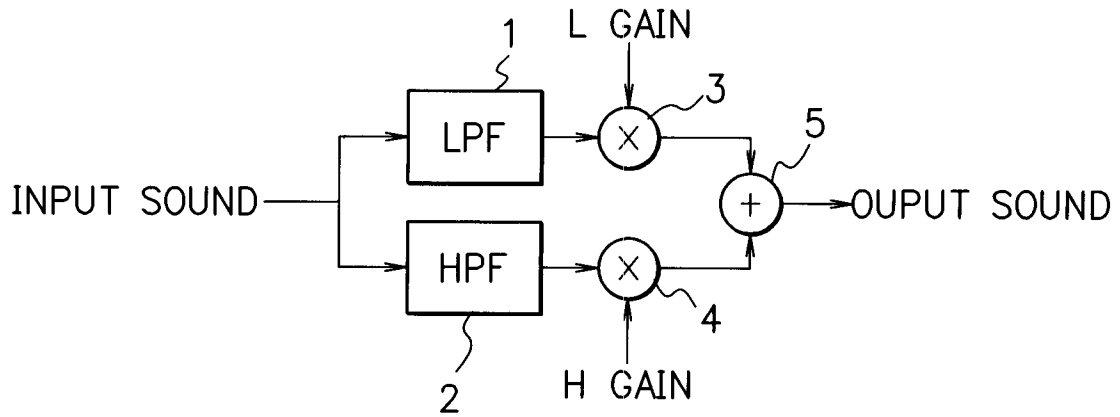 L GAIN
1
3
LPF
×
5
INPUT SOUND
+
OUPUT SOUND
HPF
×
4
2
H GAIN